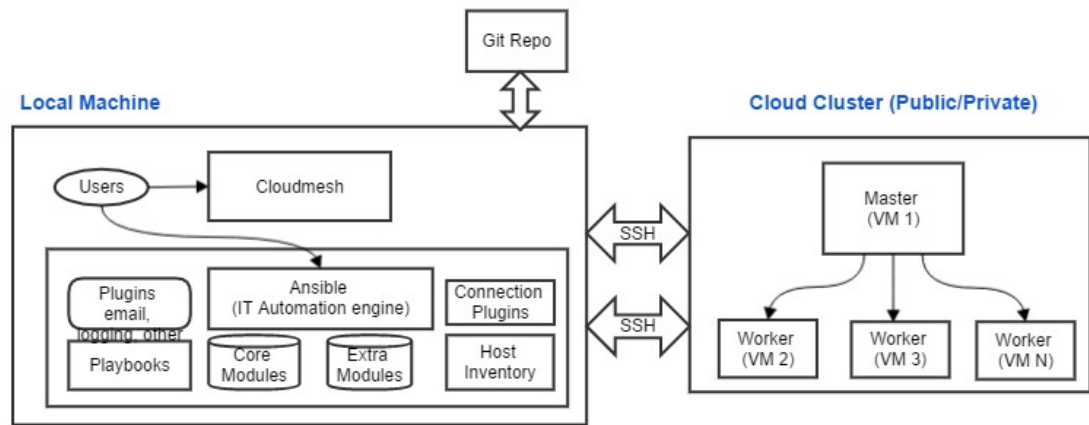 Git Repo
Local Machine
Cloud Cluster (Public/Private)
Users
Cloudmesh
Master
(VM 1)
SSH
Plugins
email,
logging, other
Ansible
(IT Automation engine)
Connection
Plugins
SSH
Playbooks
Core
Modules
Extra
Modules
Host
Inventory
Worker
(VM 2)
Worker
(VM 3)
Worker
(VM N)